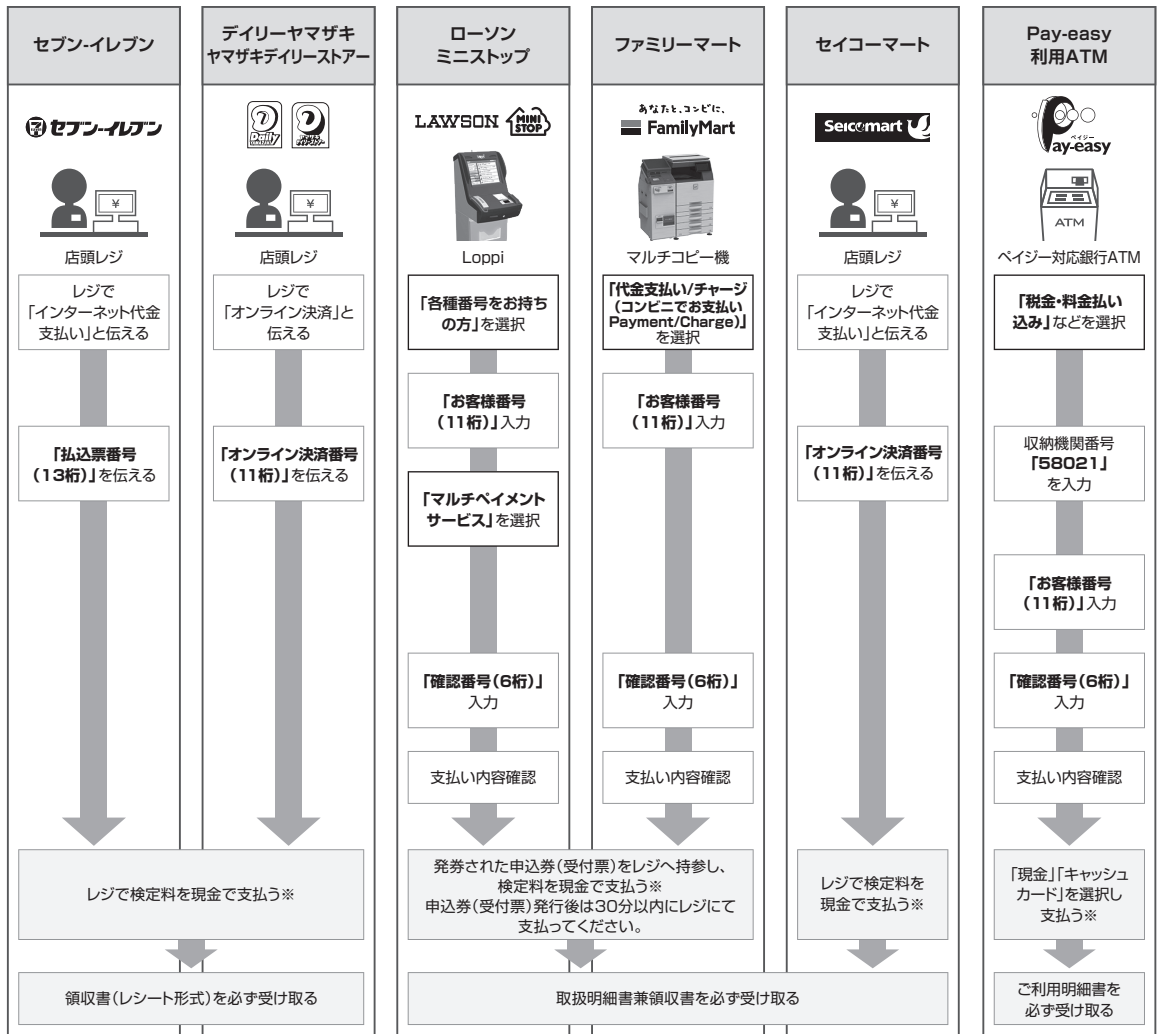 セブン-イレブン
デイリーヤマザキ
ヤマザキデイリーストアー
ローソン
ミニストップ
ファミリーマート
セイコーマート
Pay-easy
利用ATM
セブン-イレブン
Daily
LAWSON
MINI
STOP
あなたと、コンビに、
FamilyMart
Seicomart
ペイジー
Pay-easy
¥
¥
¥
ATM
店頭レジ
店頭レジ
Loppi
マルチコピー機
店頭レジ
ペイジー対応銀行ATM
レジで
「インターネット代金
支払い」と伝える
レジで
「オンライン決済」と
伝える
「各種番号をお持ち
の方」を選択
「代金支払い/チャージ
(コンビニでお支払い
Payment/Charge)」
を選択
レジで
「インターネット代金
支払い」と伝える
「税金・料金払い
込み」などを選択
「お客様番号
(11桁)」入力
「お客様番号
(11桁)」入力
「払込票番号
(13桁)」を伝える
「オンライン決済番号
(11桁)」を伝える
「オンライン決済番号
(11桁)」を伝える
収納機関番号
「58021」
を入力
「マルチペイメント
サービス」を選択
「お客様番号
(11桁)」入力
「確認番号(6桁)」
入力
「確認番号(6桁)」
入力
「確認番号(6桁)」
入力
支払い内容確認
支払い内容確認
支払い内容確認
レジで検定料を現金で支払う※
発券された申込券(受付票)をレジへ持参し、
検定料を現金で支払う※
申込券(受付票)発行後は30分以内にレジにて
支払ってください。
レジで検定料を
現金で支払う※
「現金」「キャッシュ
カード」を選択し
支払う※
領収書(レシート形式)を必ず受け取る
取扱明細書兼領収書を必ず受け取る
ご利用明細書を
必ず受け取る